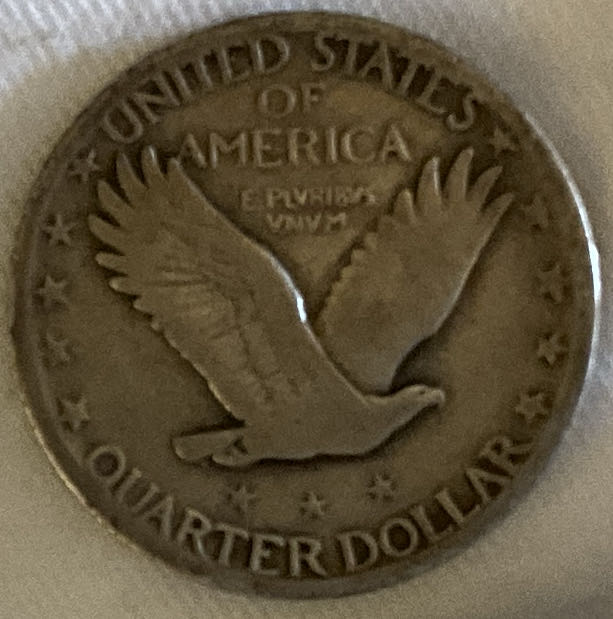 UNITED STATES
OF
AMERICA
E PLVRIBVS
VNVM
QUARTER DOLLAR